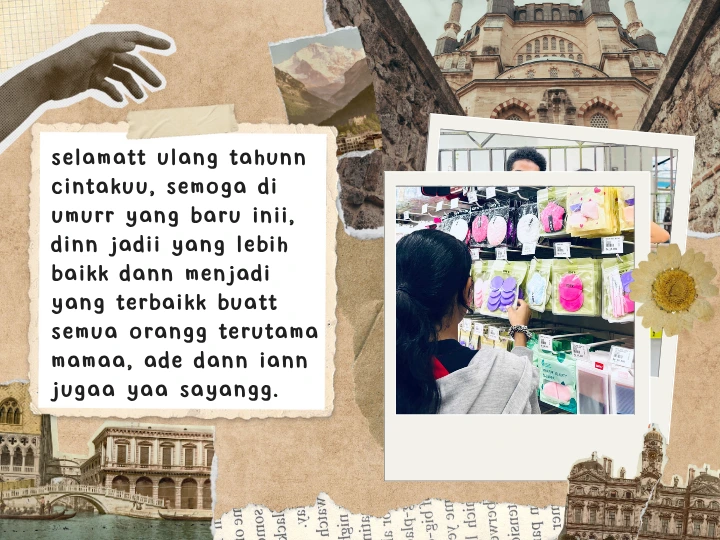 selamatt ulang tahunn
cintakuu, semoga di
umurr yang baru inii,
dinn jadii yang lebih
baikk dann menjadi
yang terbaikk buatt
semua orangg terutama
mamaa, ade dann iann
jugaa yaa sayangg.